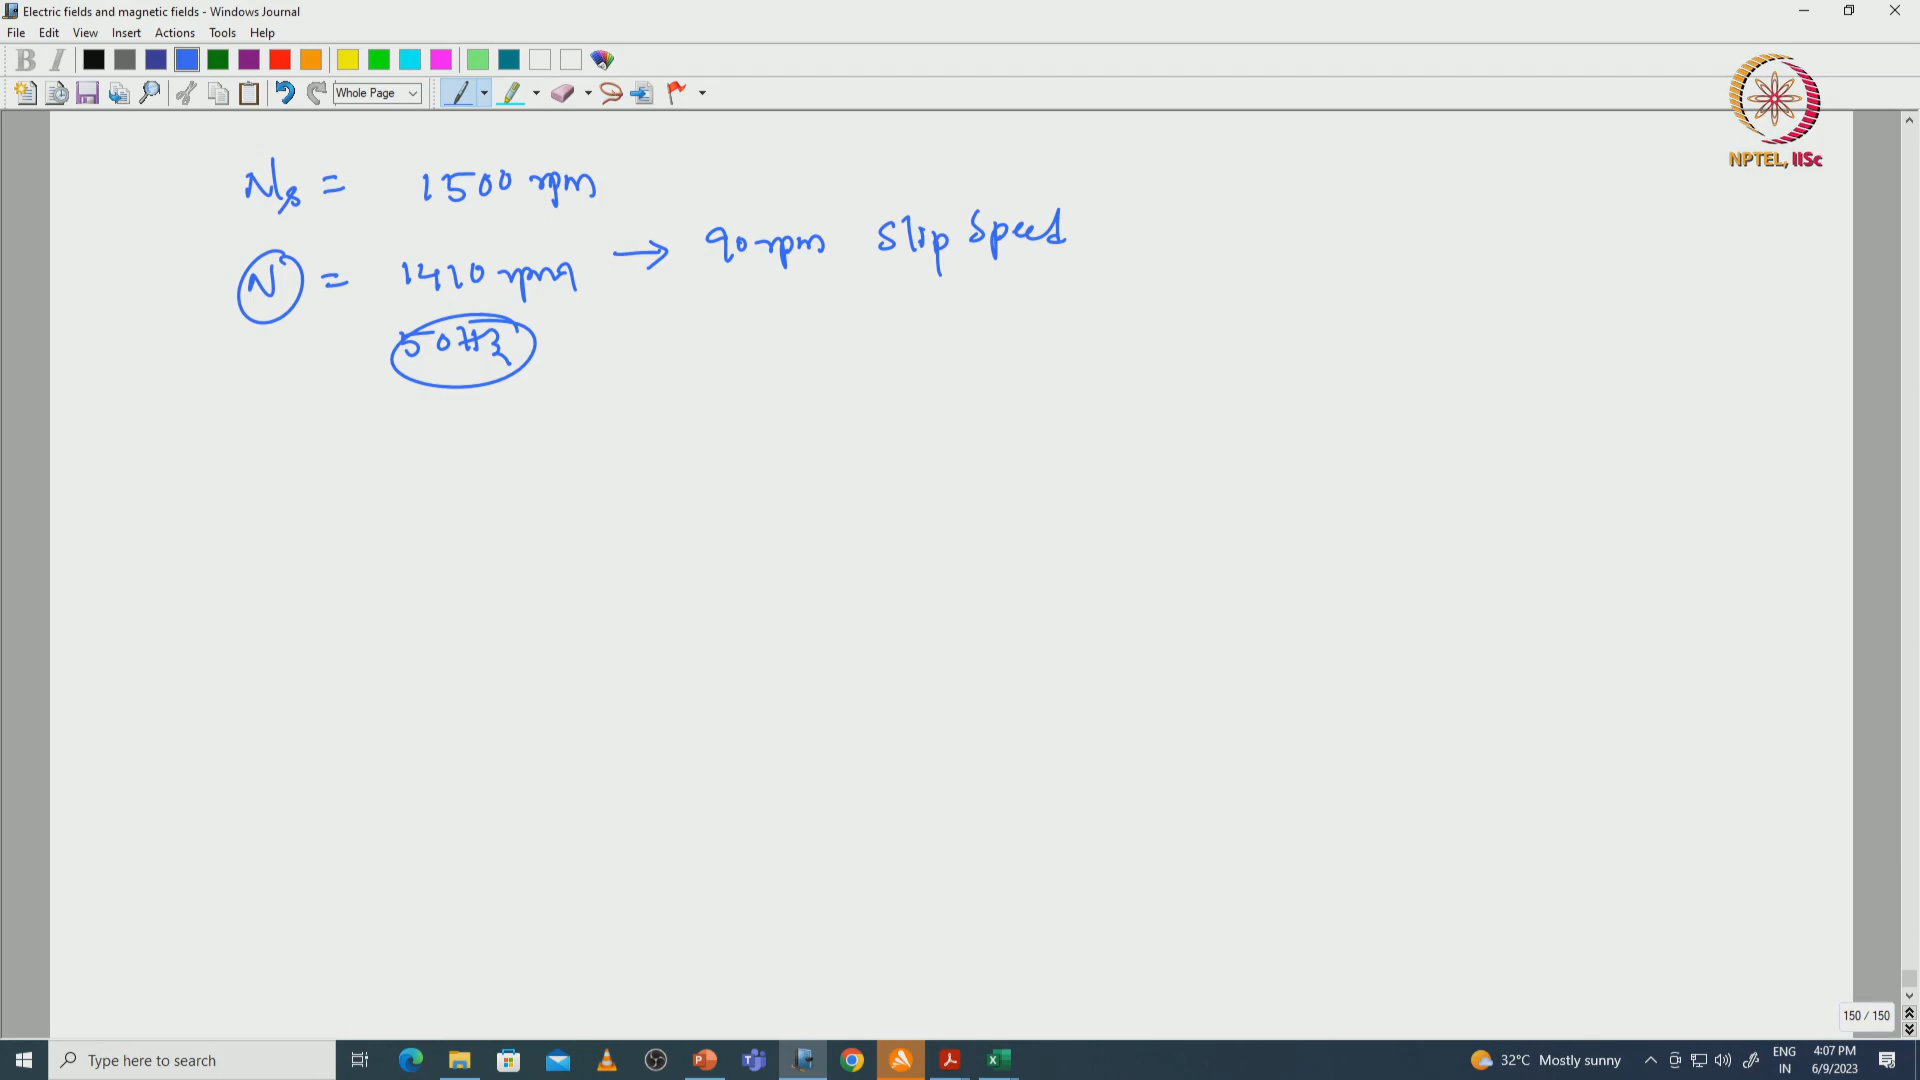 Electric fields and magnetic fields - Windows Journal
File Edit View Insert Actions Tools Help
B I
Whole Page
NPTEL, IISc
Ns = 1500 rpm
N = 1410 rpm → 90 rpm Slip Speed
50Hz
150 / 150
Type here to search
32°C Mostly sunny
ENG
IN
4:07 PM
6/9/2023